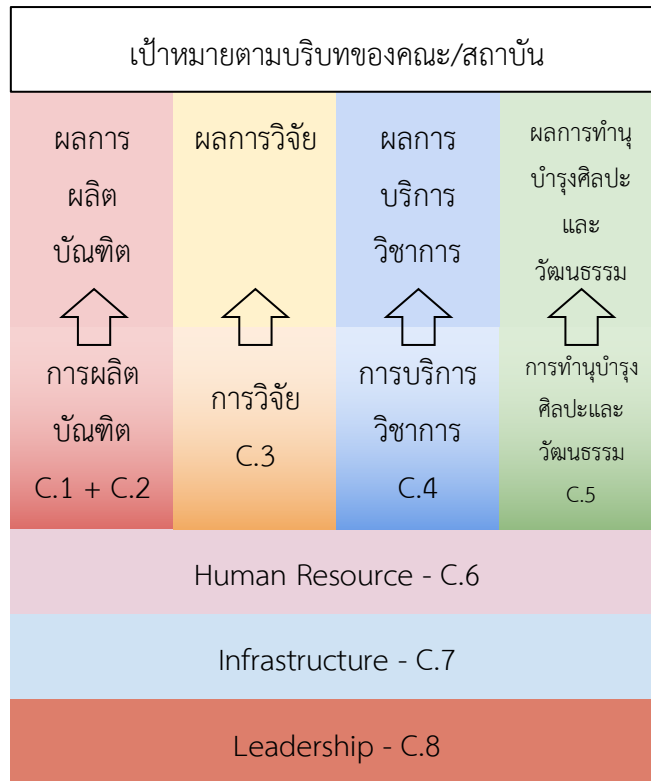 เป้าหมายตามบริบทของคณะ/สถาบัน
ผลการ
ผลิต
บัณฑิต
ผลการวิจัย
ผลการ
บริการ
วิชาการ
ผลการทำนุ
บำรุงศิลปะ
และ
วัฒนธรรม
การผลิต
บัณฑิต
C.1 + C.2
การวิจัย
C.3
การบริการ
วิชาการ
C.4
การทำนุบำรุง
ศิลปะและ
วัฒนธรรม
C.5
Human Resource - C.6
Infrastructure - C.7
Leadership - C.8